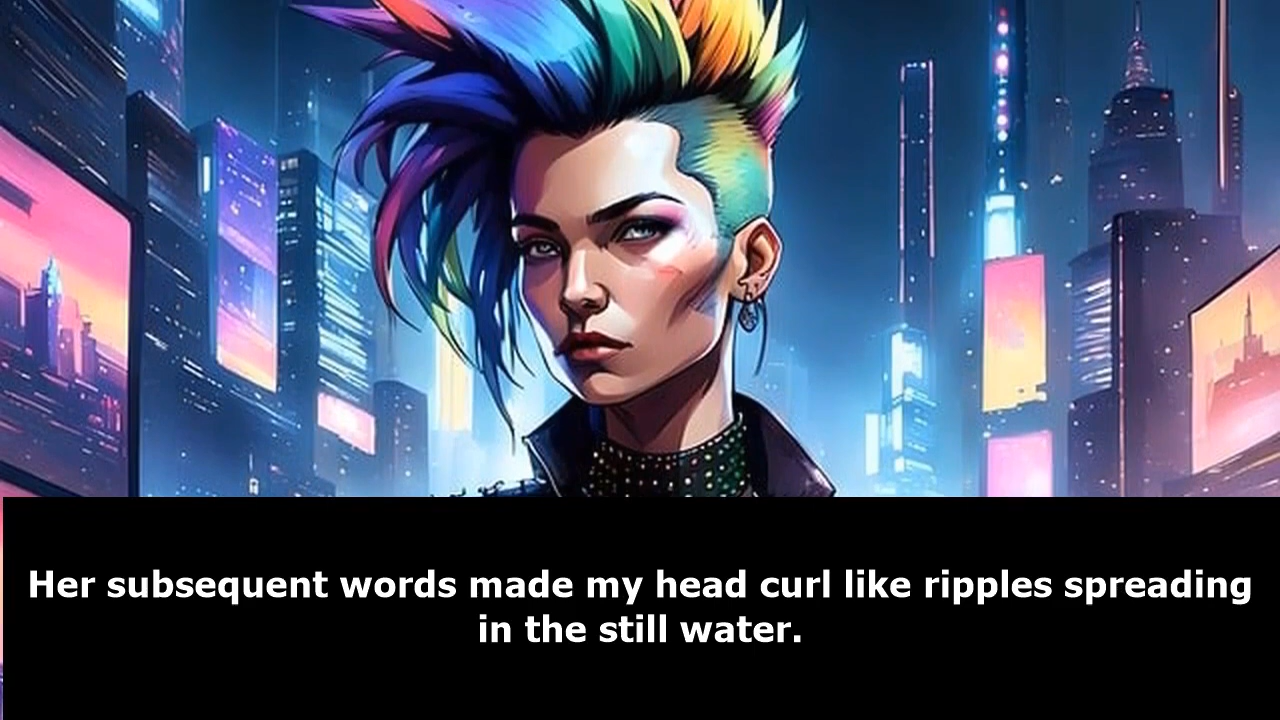 Her subsequent words made my head curl like ripples spreading
in the still water.